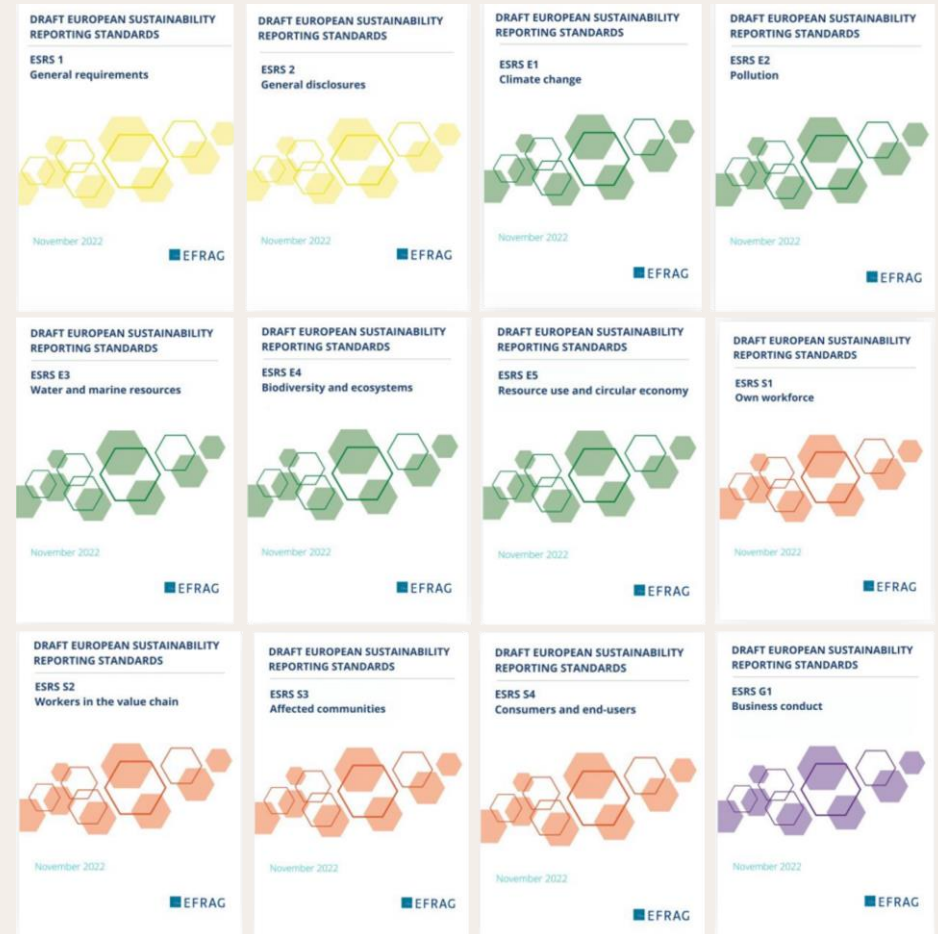 DRAFT EUROPEAN SUSTAINABILITY
REPORTING STANDARDS
ESRS 1
General requirements
November 2022
EFRAG
DRAFT EUROPEAN SUSTAINABILITY
REPORTING STANDARDS
ESRS 2
General disclosures
November 2022
EFRAG
DRAFT EUROPEAN SUSTAINABILITY
REPORTING STANDARDS
ESRS E1
Climate change
November 2022
EFRAG
DRAFT EUROPEAN SUSTAINABILITY
REPORTING STANDARDS
ESRS E2
Pollution
November 2022
EFRAG
DRAFT EUROPEAN SUSTAINABILITY
REPORTING STANDARDS
ESRS E3
Water and marine resources
November 2022
EFRAG
DRAFT EUROPEAN SUSTAINABILITY
REPORTING STANDARDS
ESRS E4
Biodiversity and ecosystems
November 2022
EFRAG
DRAFT EUROPEAN SUSTAINABILITY
REPORTING STANDARDS
ESRS E5
Resource use and circular economy
November 2022
EFRAG
DRAFT EUROPEAN SUSTAINABILITY
REPORTING STANDARDS
ESRS S1
Own workforce
November 2022
EFRAG
DRAFT EUROPEAN SUSTAINABILITY
REPORTING STANDARDS
ESRS S2
Workers in the value chain
November 2022
EFRAG
DRAFT EUROPEAN SUSTAINABILITY
REPORTING STANDARDS
ESRS S3
Affected communities
November 2022
EFRAG
DRAFT EUROPEAN SUSTAINABILITY
REPORTING STANDARDS
ESRS S4
Consumers and end-users
November 2022
EFRAG
DRAFT EUROPEAN SUSTAINABILITY
REPORTING STANDARDS
ESRS G1
Business conduct
November 2022
EFRAG